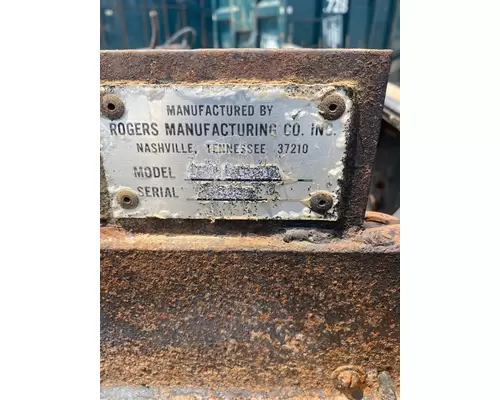 MANUFACTURED BY
ROGERS MANUFACTURING CO. INC.
NASHVILLE, TENNESSEE 37210
MODEL
SERIAL